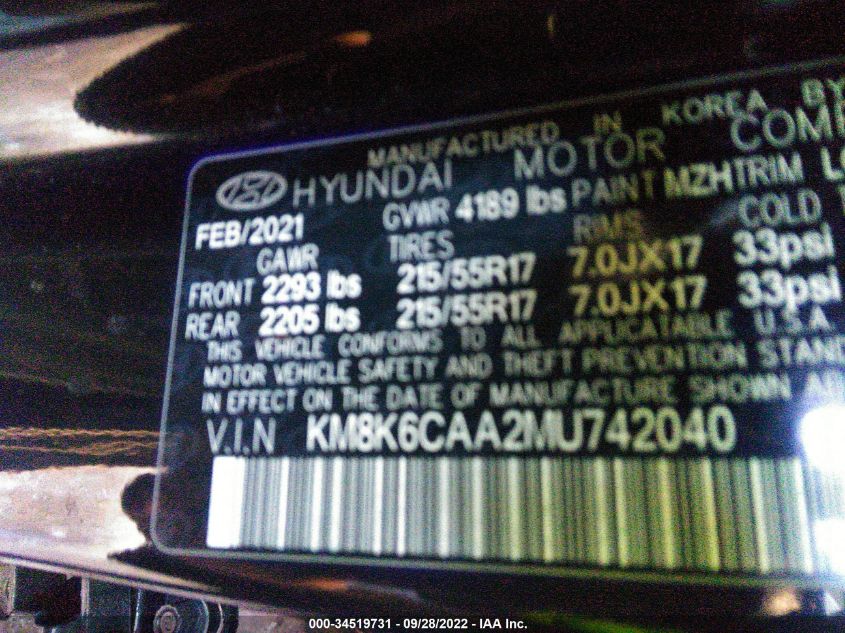 MANUFACTURED IN KOREA BY
HYUNDAI MOTOR
FEB/2021 GVWR 4189 lbs PAINT MZH TRIM
GAWR TIRES RIMS COLD
FRONT 2293 lbs 215/55R17 7.0JX17 33psi
REAR 2205 lbs 215/55R17 7.0JX17 33psi
THIS VEHICLE CONFORMS TO ALL APPLICATABLE U.S.A.
MOTOR VEHICLE SAFETY AND THEFT PREVENTION
IN EFFECT ON THE DATE OF MANUFACTURE SHOWN
V.I.N KM8K6CAA2MU742040
000-34519731 - 09/28/2022 - IAA Inc.